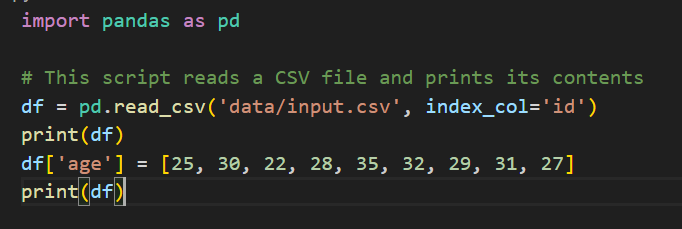 import pandas as pd
# This script reads a CSV file and prints its contents
df = pd.read_csv('data/input.csv', index_col='id')
print(df)
df['age'] = [25, 30, 22, 28, 35, 32, 29, 31, 27]
print(df)